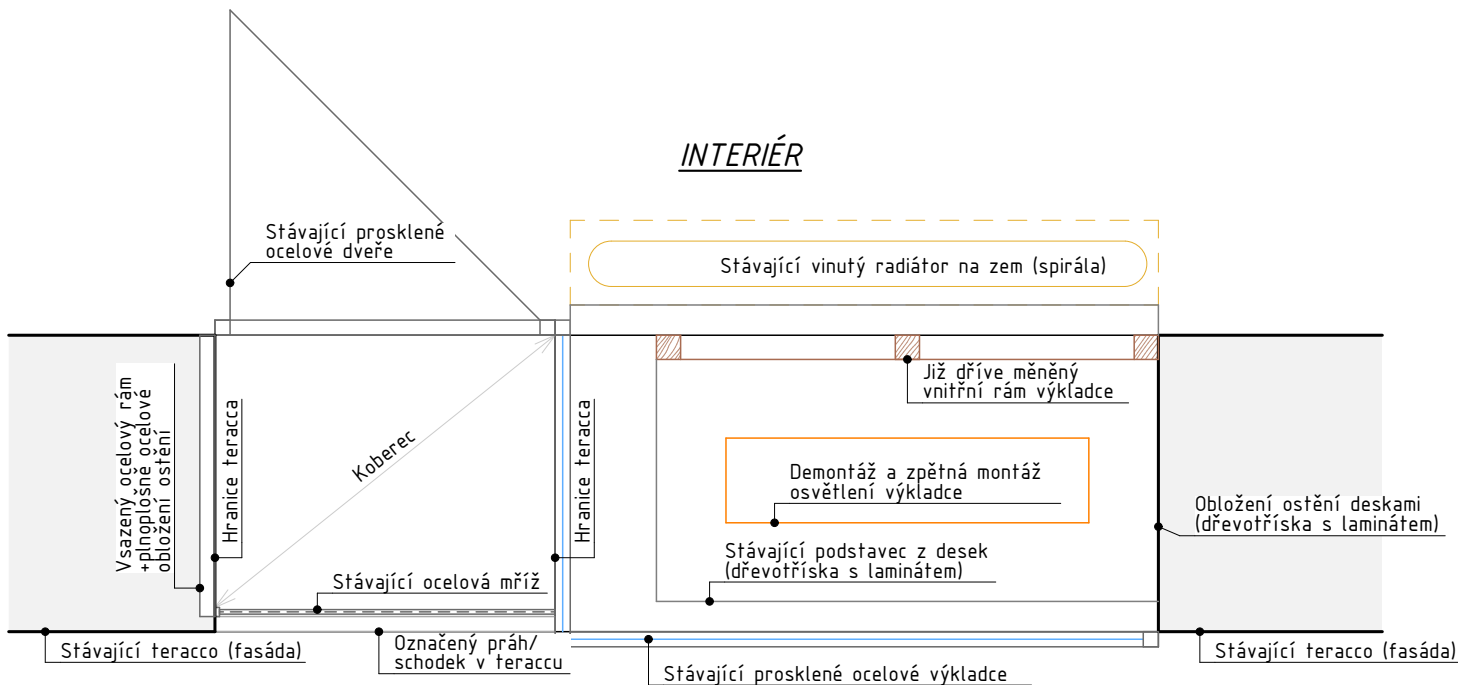 INTERIÉR
Stávající prosklené
ocelové dveře
Stávající vinutý radiátor na zem (spirála)
Již dříve měněný
vnitřní rám výkladce
Vsazený ocelový rám
+plnoplošné ocelové
obložení ostění
Hranice teracca
Koberec
Hranice teracca
Demontáž a zpětná montáž
osvětlení výkladce
Obložení ostění deskami
(dřevotříska s laminátem)
Stávající podstavec z desek
(dřevotříska s laminátem)
Stávající ocelová mříž
Stávající teracco (fasáda)
Označený práh/
schodek v teraccu
Stávající prosklené ocelové výkladce
Stávající teracco (fasáda)